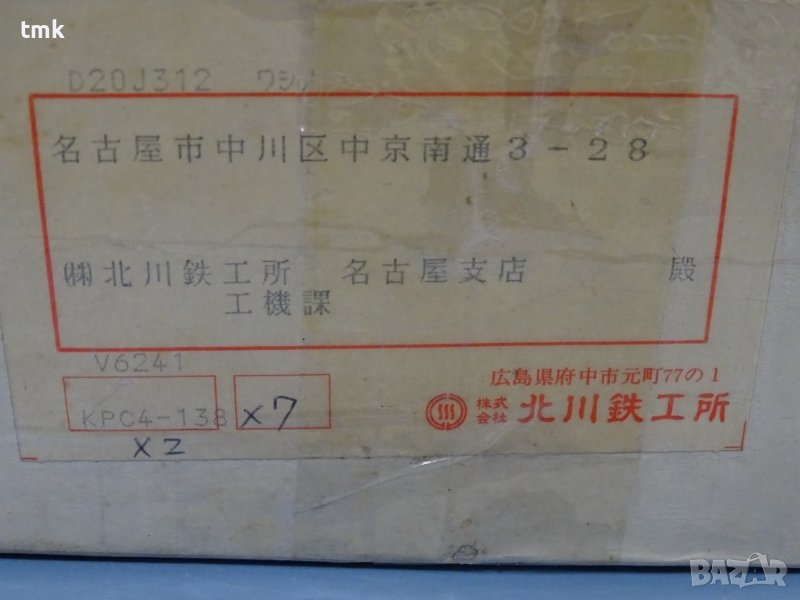 tmk
D20J312 ワシノ
名古屋市中川区中京南通3-28
㈱北川鉄工所 名古屋支店 殿
工機課
V6241
KPC4-138 X7
X2
広島県府中市元町77の1
株式会社 北川鉄工所
BAZAR